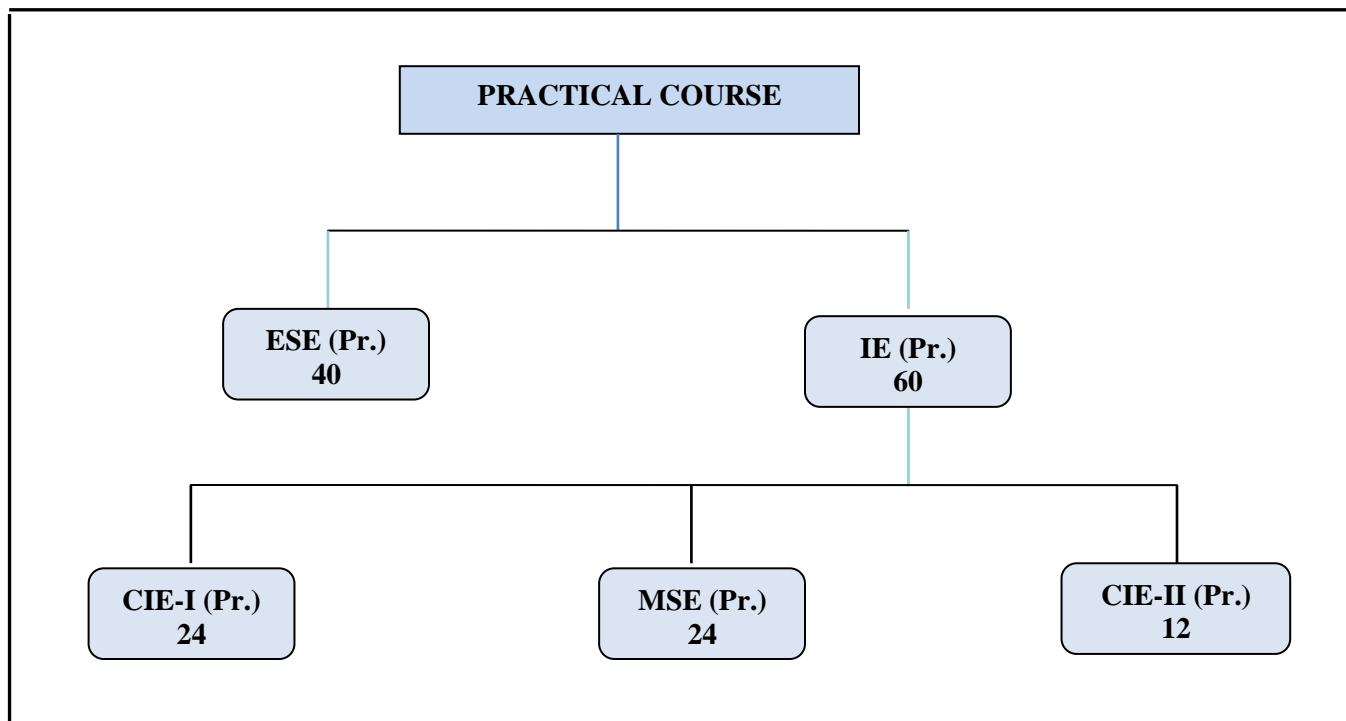 PRACTICAL COURSE
ESE (Pr.)
40
IE (Pr.)
60
CIE-I (Pr.)
24
MSE (Pr.)
24
CIE-II (Pr.)
12